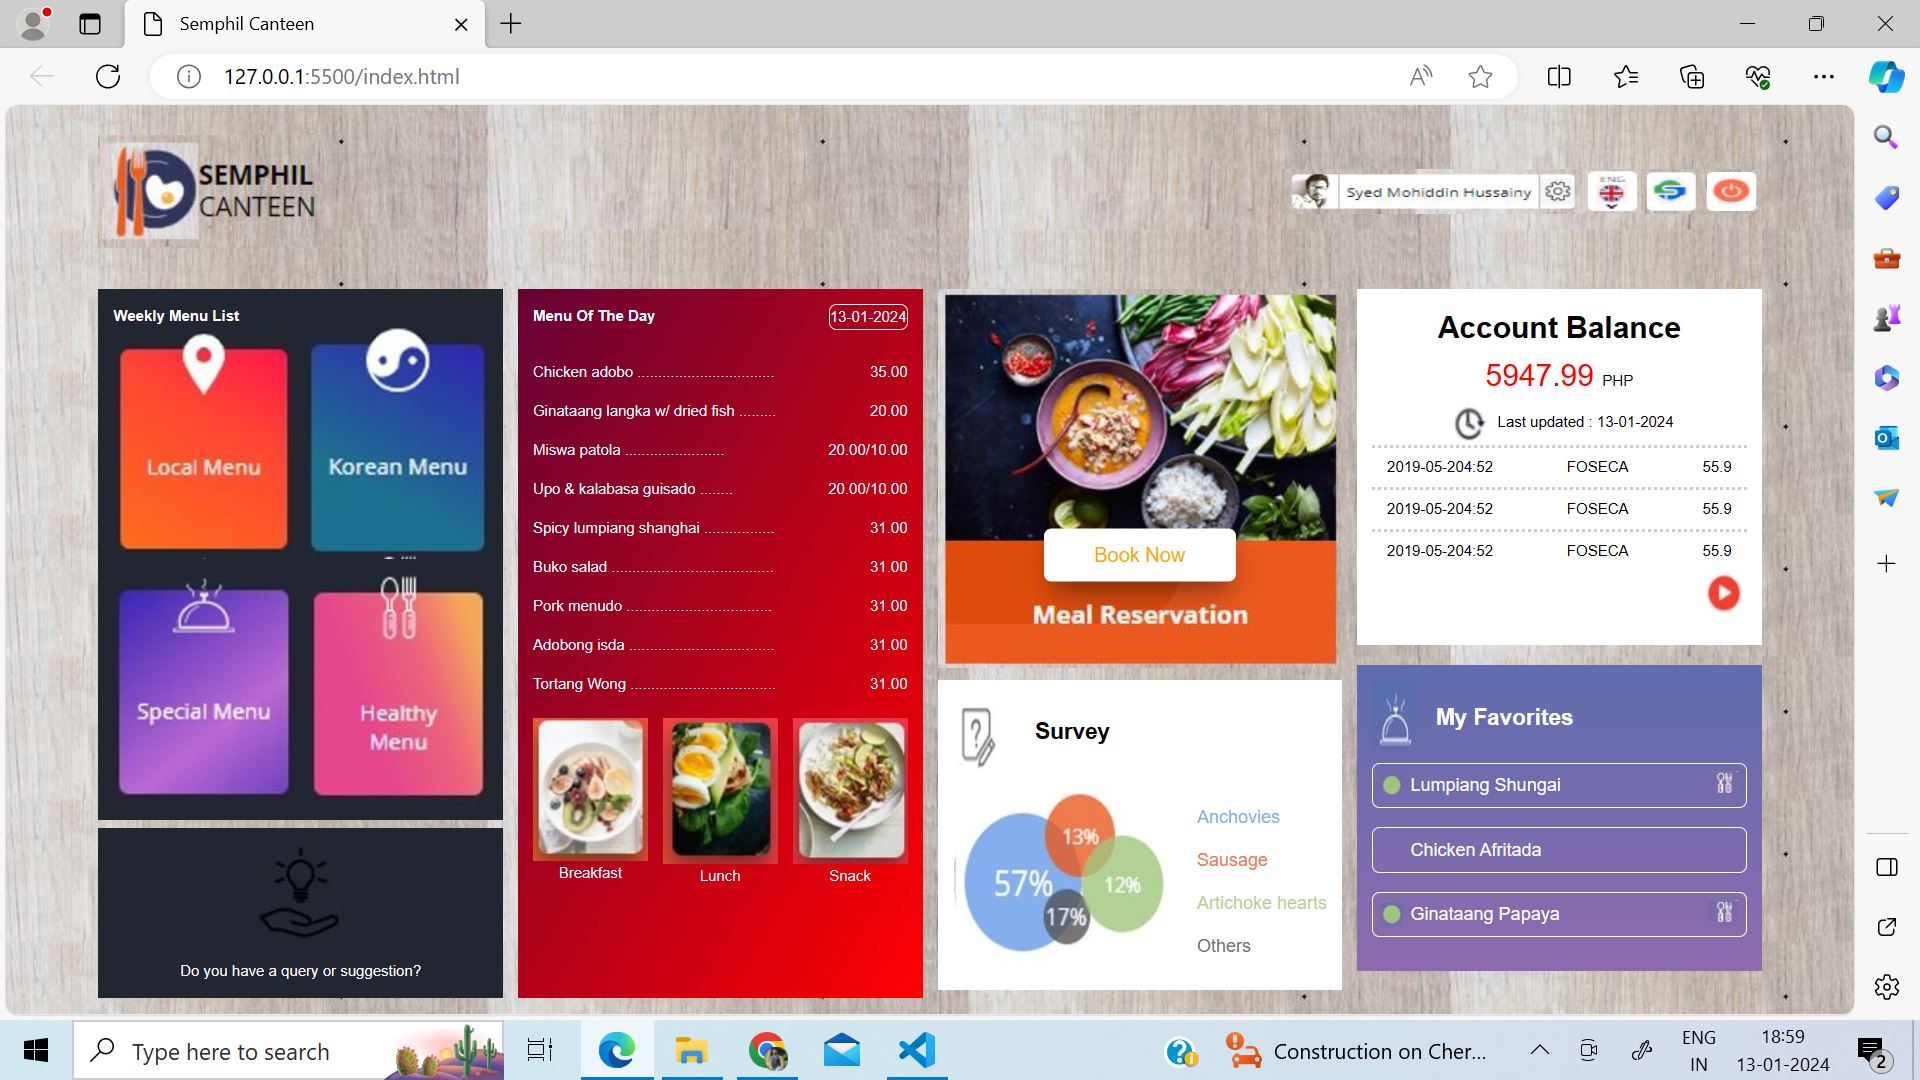 Semphil Canteen
127.0.0.1:5500/index.html
SEMPHIL
CANTEEN
Syed Mohiddin Hussainy
ENG
Weekly Menu List
Local Menu
Korean Menu
Special Menu
Healthy
Menu
Do you have a query or suggestion?
Menu Of The Day
13-01-2024
Chicken adobo ................................. 35.00
Ginataang langka w/ dried fish ......... 20.00
Miswa patola ........................ 20.00/10.00
Upo & kalabasa guisado ........ 20.00/10.00
Spicy lumpiang shanghai ................. 31.00
Buko salad ....................................... 31.00
Pork menudo ................................... 31.00
Adobong isda ................................... 31.00
Tortang Wong ................................... 31.00
Breakfast
Lunch
Snack
Book Now
Meal Reservation
Survey
57%
13%
12%
17%
Anchovies
Sausage
Artichoke hearts
Others
Account Balance
5947.99 PHP
Last updated : 13-01-2024
2019-05-204:52 FOSECA 55.9
2019-05-204:52 FOSECA 55.9
2019-05-204:52 FOSECA 55.9
My Favorites
Lumpiang Shungai
Chicken Afritada
Ginataang Papaya
Type here to search
Construction on Cher...
ENG
IN
18:59
13-01-2024
2